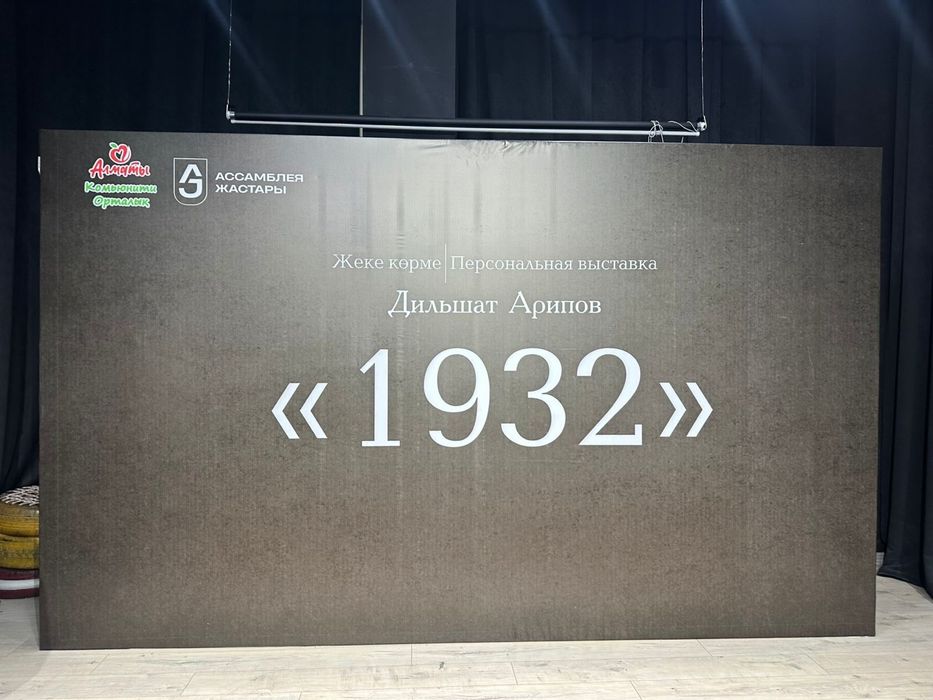 Алматы
Комьюнити
Орталық
АССАМБЛЕЯ
ЖАСТАРЫ
Жеке көрме | Персональная выставка
Дильшат Арипов
«1932»